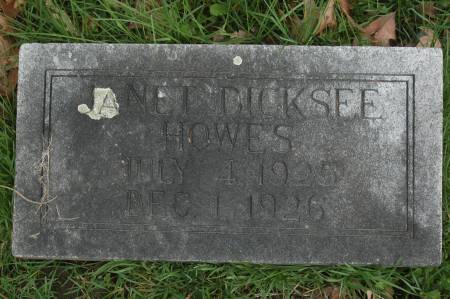 JANET DICKSEE
HOWES
JULY 4, 1925
DEC. 1, 1926